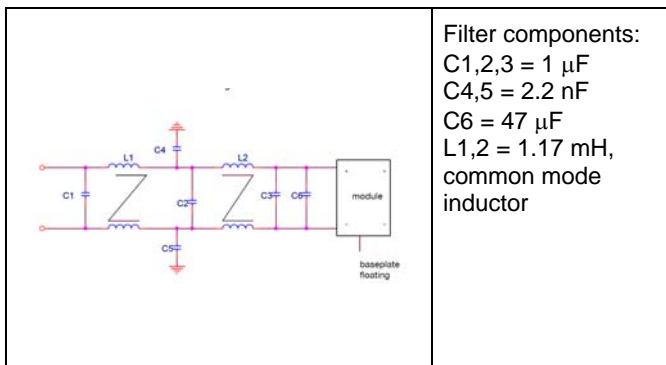 Filter components:
C1,2,3 = 1 μF
C4,5 = 2.2 nF
C6 = 47 μF
L1,2 = 1.17 mH,
common mode
inductor
C4
L1
L2
C1
C2
C3
C6
module
C5
baseplate
floating